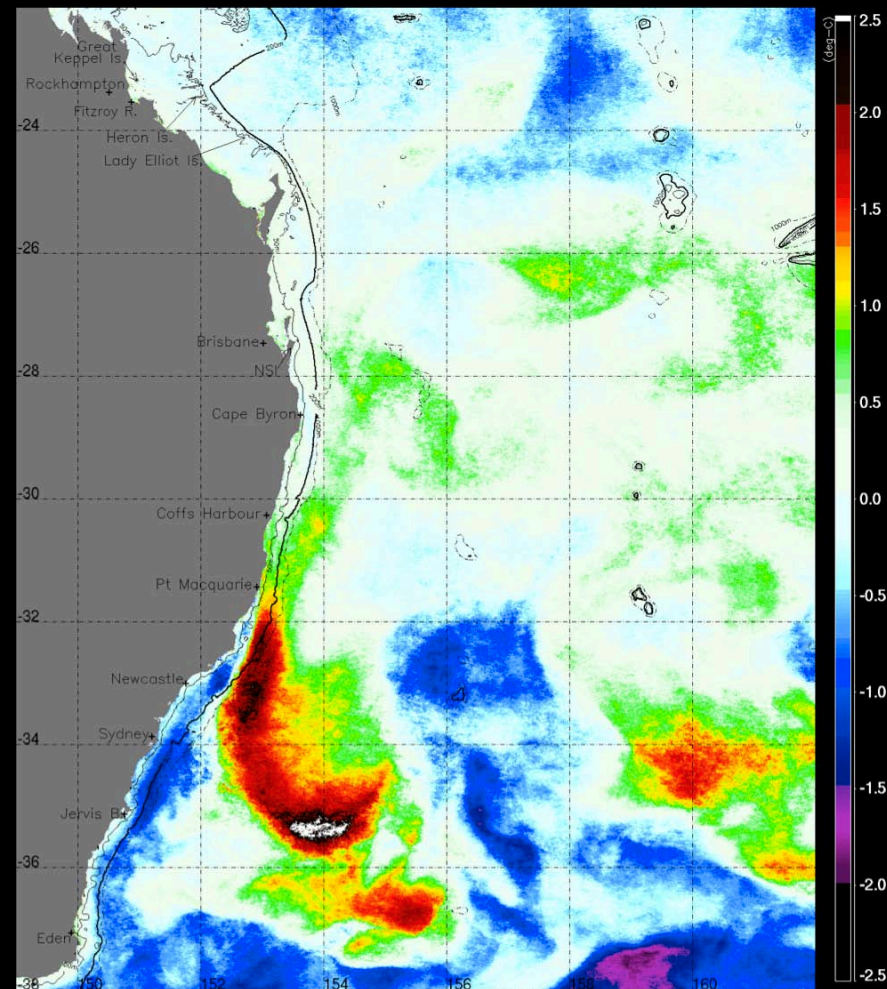 (deg-C)
2.5
2.0
1.5
1.0
0.5
0.0
-0.5
-1.0
-1.5
-2.0
-2.5
Great
Keppel Is.
Rockhampton
Fitzroy R.
Heron Is.
Lady Elliot Is.
200m
1000m
1000m
-24
-26
Brisbane
NSI
-28
Cape Byron
-30
Coffs Harbour
Pt Macquarie
-32
Newcastle
Sydney
-34
Jervis B
-36
Eden
-38
150
152
154
156
158
160